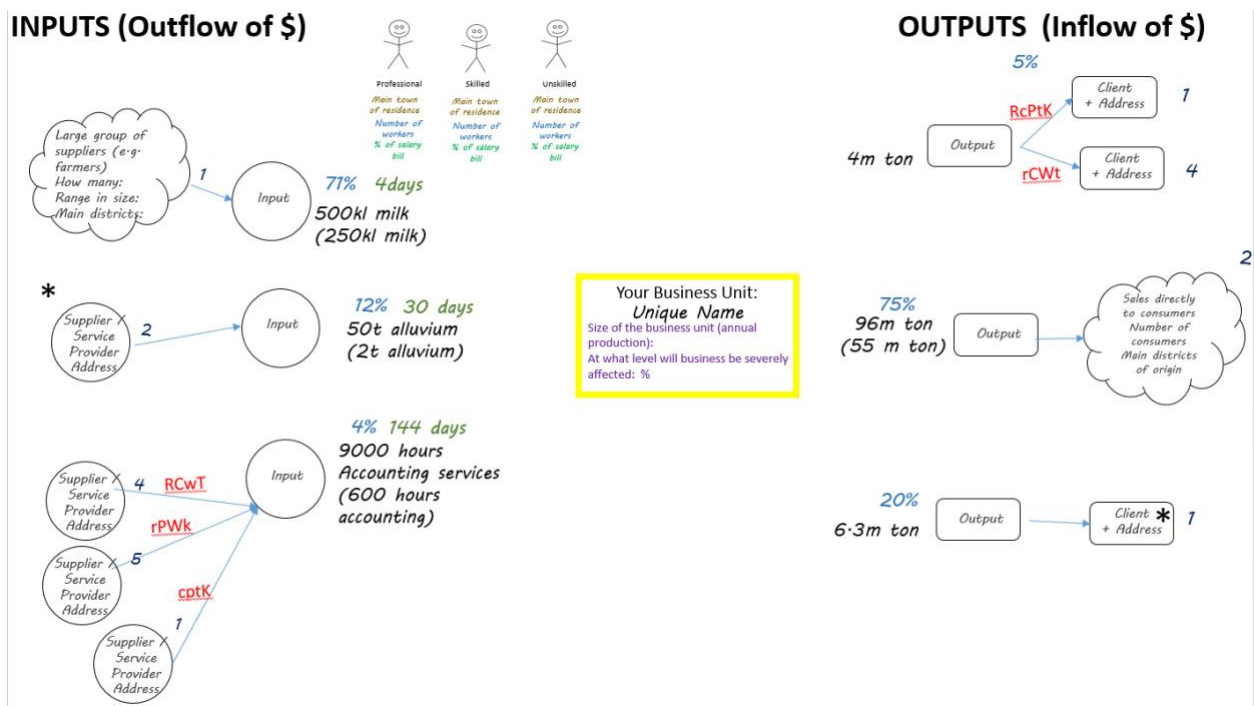 INPUTS (Outflow of $)
Professional
Main town
of residence
Number of
workers
% of salary
bill
Skilled
Main town
of residence
Number of
workers
% of salary
bill
Unskilled
Main town
of residence
Number of
workers
% of salary
bill
Large group of
suppliers (e.g.
farmers)
How many:
Range in size:
Main districts:
1
Input
71% 4days
500kl milk
(250kl milk)
*
Supplier /
Service
Provider
Address
2
Input
12% 30 days
50t alluvium
(2t alluvium)
Supplier /
Service
Provider
Address
4
RCwT
Supplier /
Service
Provider
Address
5
rPWk
Supplier /
Service
Provider
Address
1
cptK
Input
4% 144 days
9000 hours
Accounting services
(600 hours
accounting)
Your Business Unit:
Unique Name
Size of the business unit (annual
production):
At what level will business be severely
affected: %
OUTPUTS (Inflow of $)
5%
4m ton
Output
RcPtK
Client
+ Address
1
rCWt
Client
+ Address
4
75%
96m ton
(55 m ton)
Output
Sales directly
to consumers
Number of
consumers
Main districts
of origin
2
20%
6.3m ton
Output
Client
+ Address
*
1